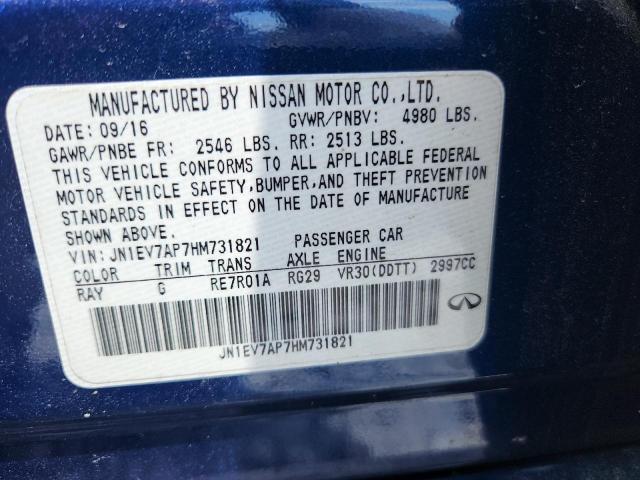 MANUFACTURED BY NISSAN MOTOR CO.,LTD.
DATE: 09/16 GVWR/PNBV: 4980 LBS.
GAWR/PNBE FR: 2546 LBS. RR: 2513 LBS.
THIS VEHICLE CONFORMS TO ALL APPLICABLE FEDERAL
MOTOR VEHICLE SAFETY,BUMPER,AND THEFT PREVENTION
STANDARDS IN EFFECT ON THE DATE OF MANUFACTURE
SHOWN ABOVE.
VIN: JN1EV7AP7HM731821 PASSENGER CAR
COLOR TRIM TRANS AXLE ENGINE
RAY G RE7R01A RG29 VR30(DDTT) 2997CC
JN1EV7AP7HM731821